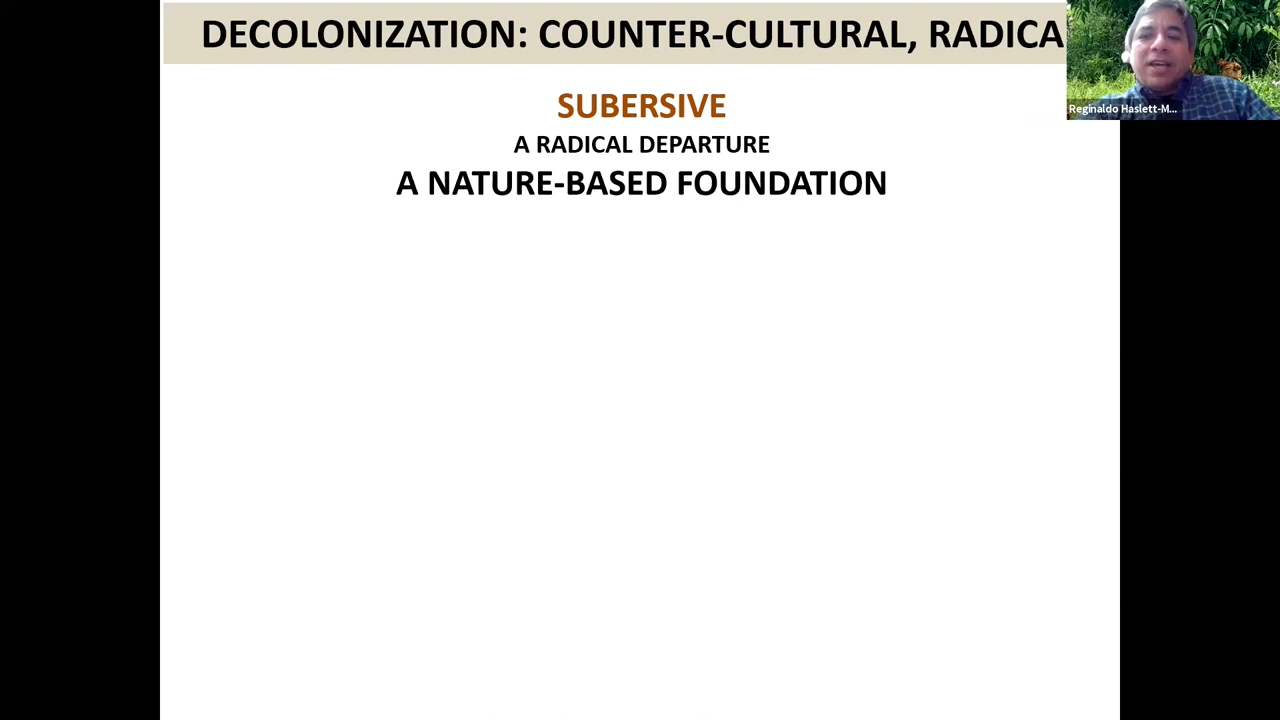 DECOLONIZATION: COUNTER-CULTURAL, RADICA
SUBERSIVE
A RADICAL DEPARTURE
A NATURE-BASED FOUNDATION
Reginaldo Haslett-M...